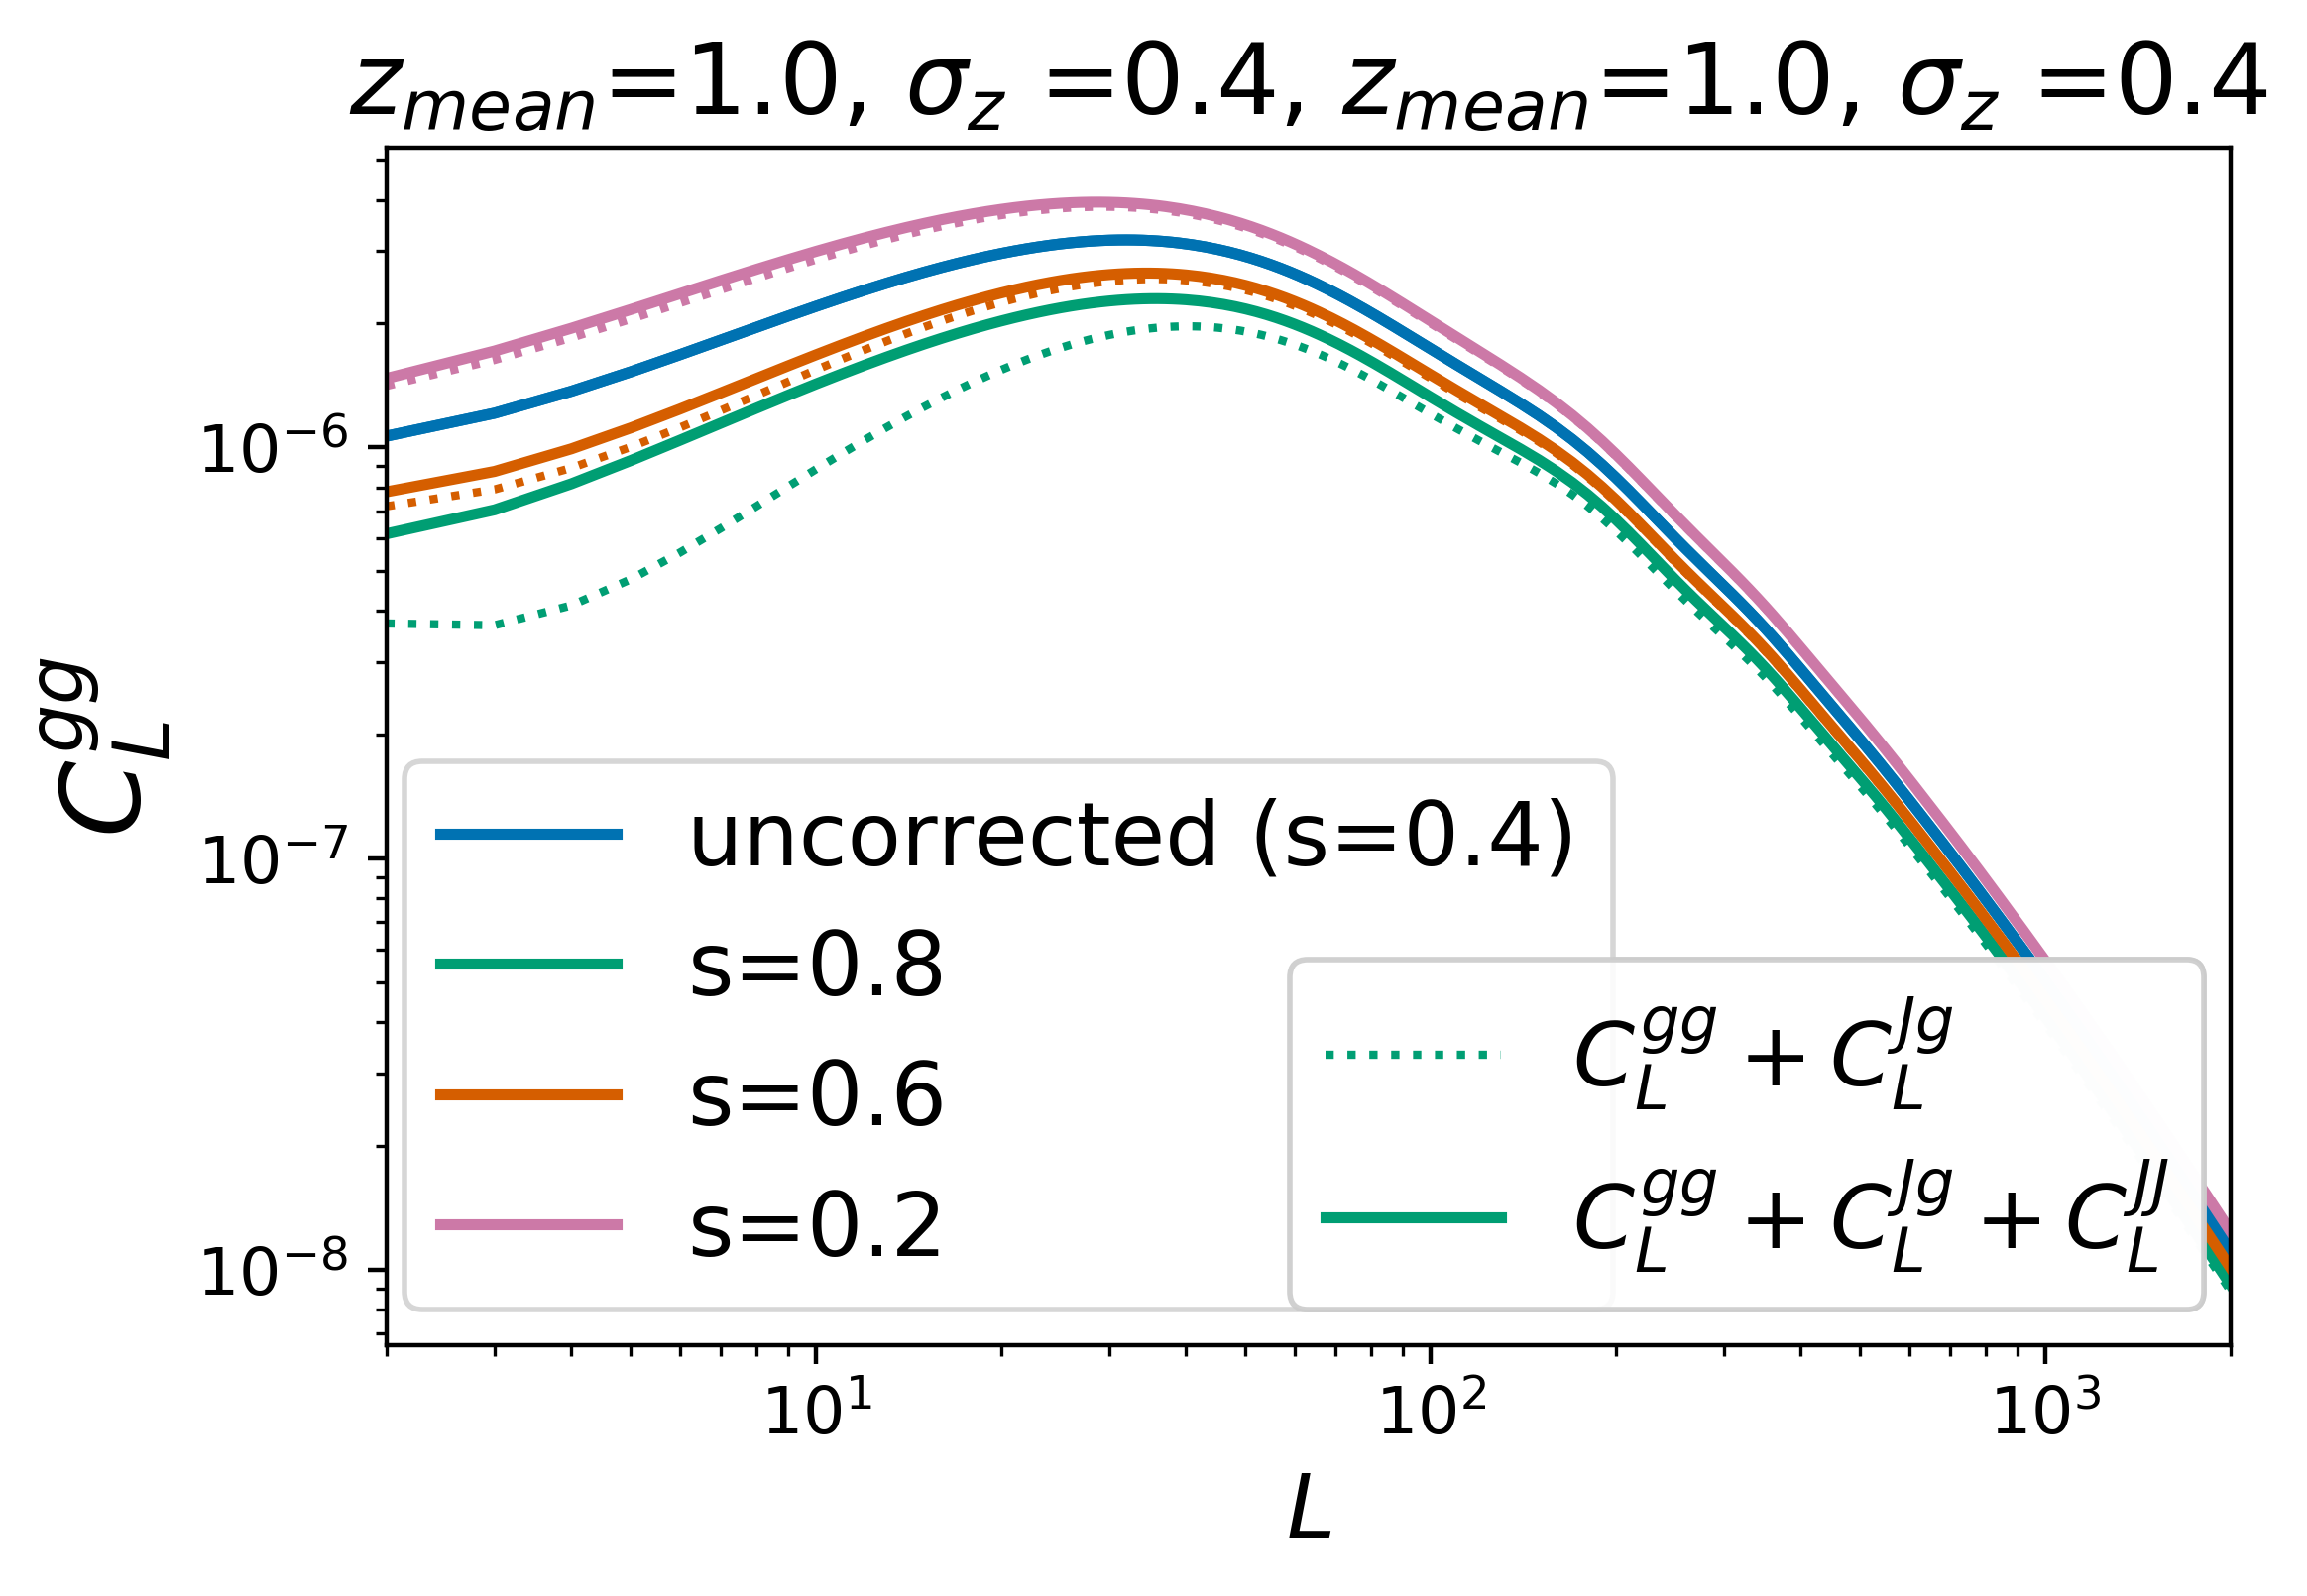 z_mean=1.0, σ_z =0.4, z_mean=1.0, σ_z =0.4
C_L^gg
10^−6
10^−7
10^−8
uncorrected (s=0.4)
s=0.8
s=0.6
s=0.2
C_L^gg + C_L^Jg
C_L^gg + C_L^Jg + C_L^JJ
10^1
10^2
10^3
L